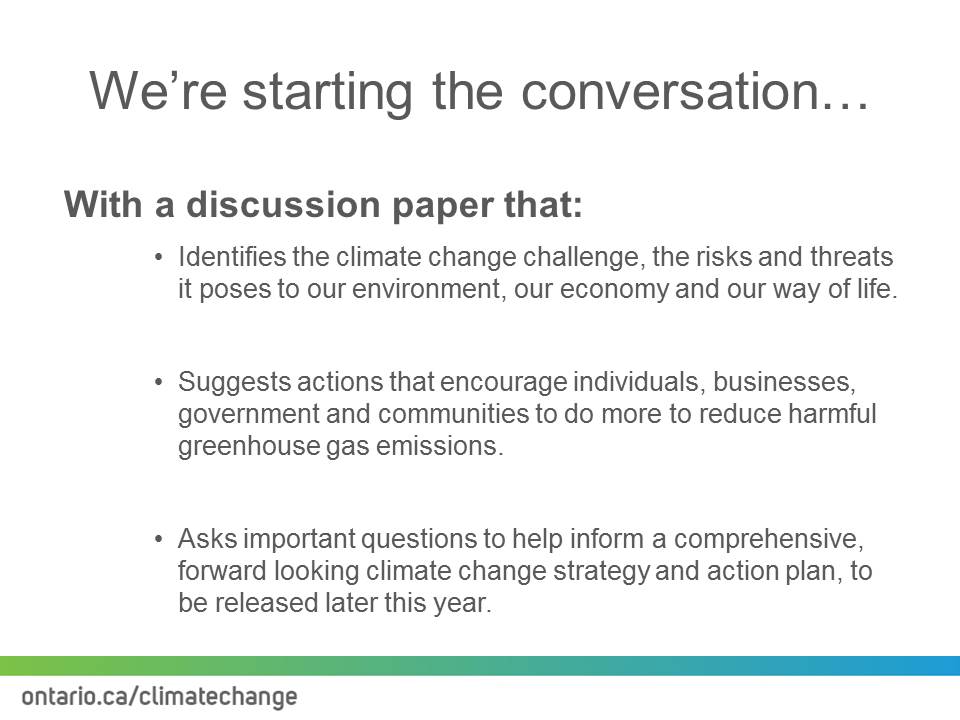 We’re starting the conversation…
With a discussion paper that:
• Identifies the climate change challenge, the risks and threats
it poses to our environment, our economy and our way of life.
• Suggests actions that encourage individuals, businesses,
government and communities to do more to reduce harmful
greenhouse gas emissions.
• Asks important questions to help inform a comprehensive,
forward looking climate change strategy and action plan, to
be released later this year.
ontario.ca/climatechange